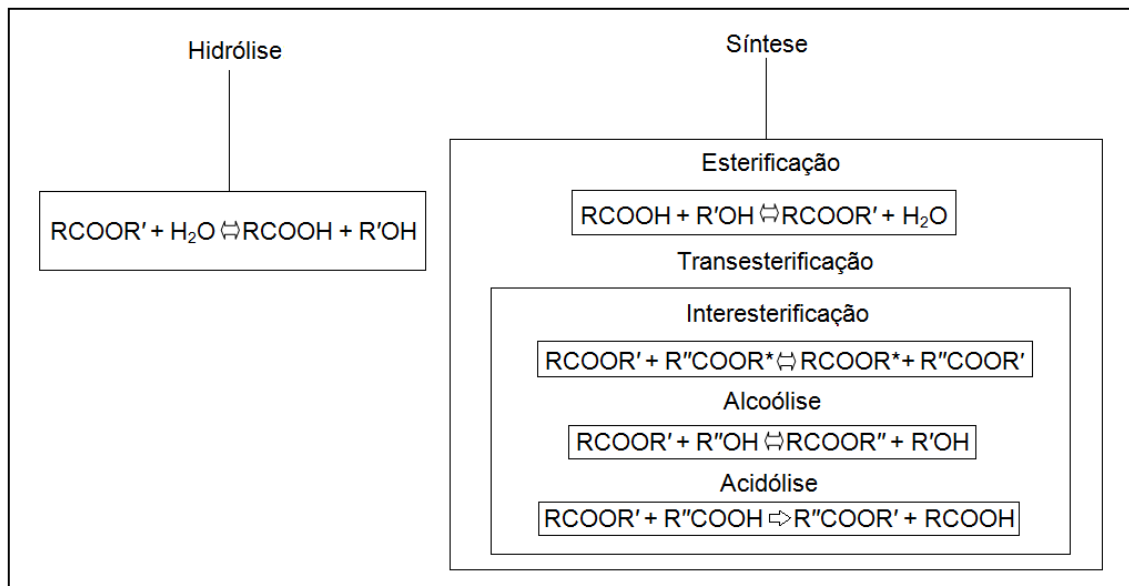 Hidrólise
RCOOR′ + H₂O ⇔ RCOOH + R′OH
Síntese
Esterificação
RCOOH + R′OH ⇔ RCOOR′ + H₂O
Transesterificação
Interesterificação
RCOOR′ + R″COOR* ⇔ RCOOR* + R″COOR′
Alcoólise
RCOOR′ + R″OH ⇔ RCOOR″ + R′OH
Acidólise
RCOOR′ + R″COOH ⇨ R″COOR′ + RCOOH